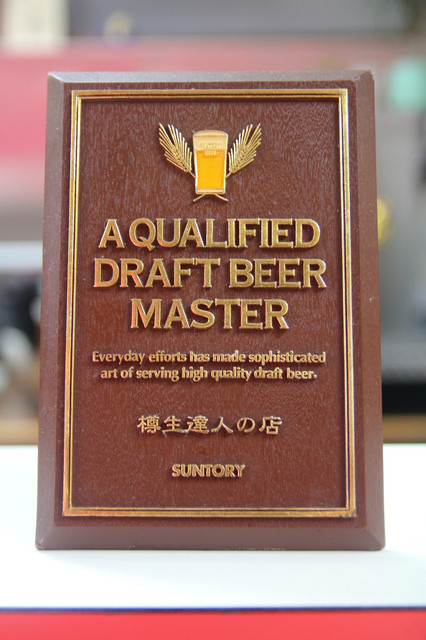 A QUALIFIED
DRAFT BEER
MASTER
Everyday efforts has made sophisticated
art of serving high quality draft beer.
樽生達人の店
SUNTORY